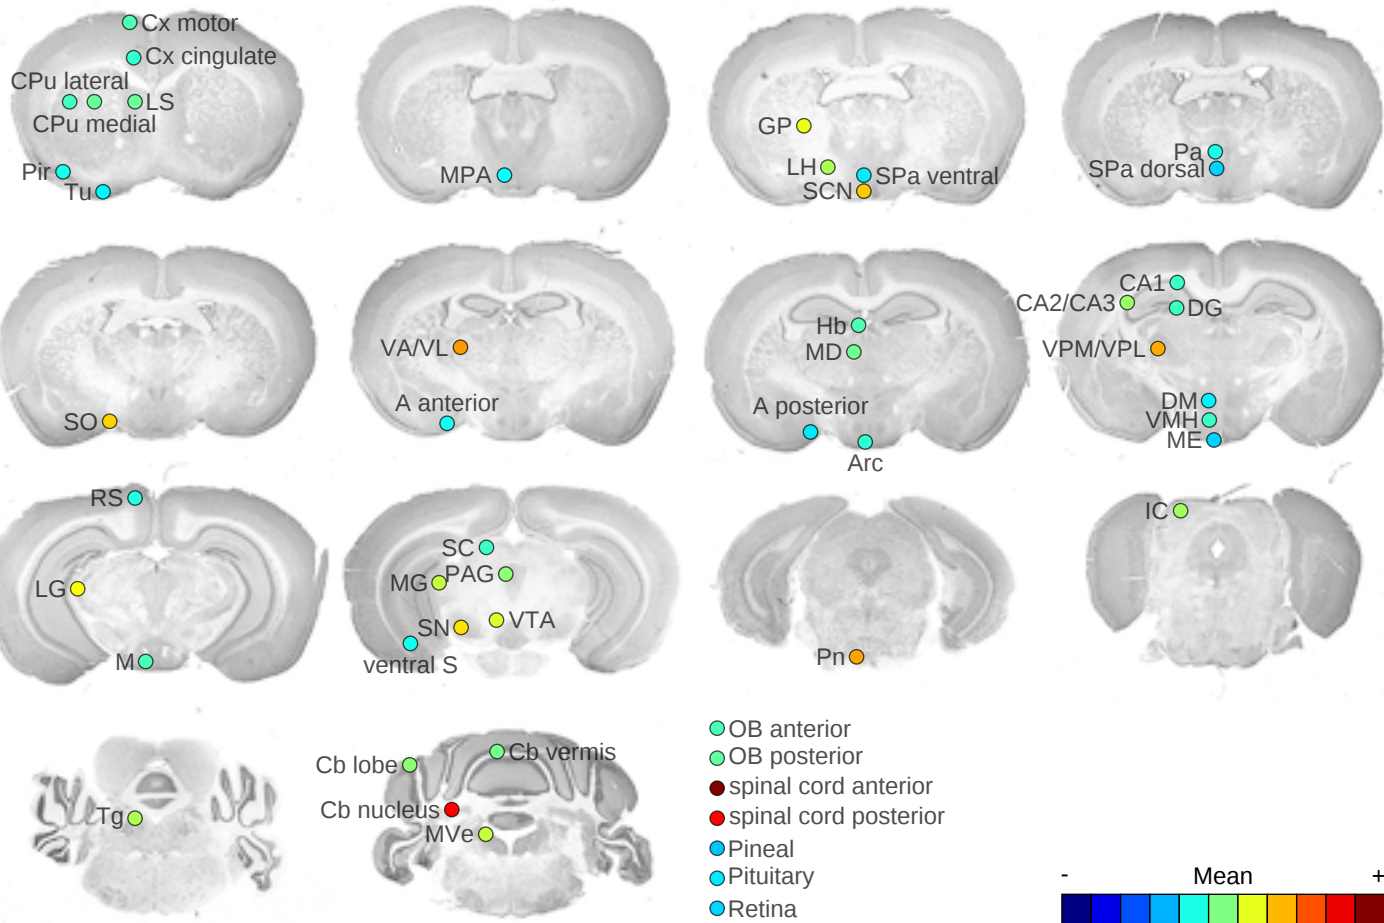 Cx motor
Cx cingulate
CPu lateral
LS
CPu medial
Pir
Tu
MPA
GP
LH
SPa ventral
SCN
Pa
SPa dorsal
SO
VA/VL
A anterior
Hb
MD
A posterior
Arc
CA1
CA2/CA3
DG
VPM/VPL
DM
VMH
ME
RS
LG
M
SC
MG
PAG
SN
VTA
ventral S
Pn
IC
Tg
Cb lobe
Cb vermis
Cb nucleus
MVe
OB anterior
OB posterior
spinal cord anterior
spinal cord posterior
Pineal
Pituitary
Retina
- Mean +